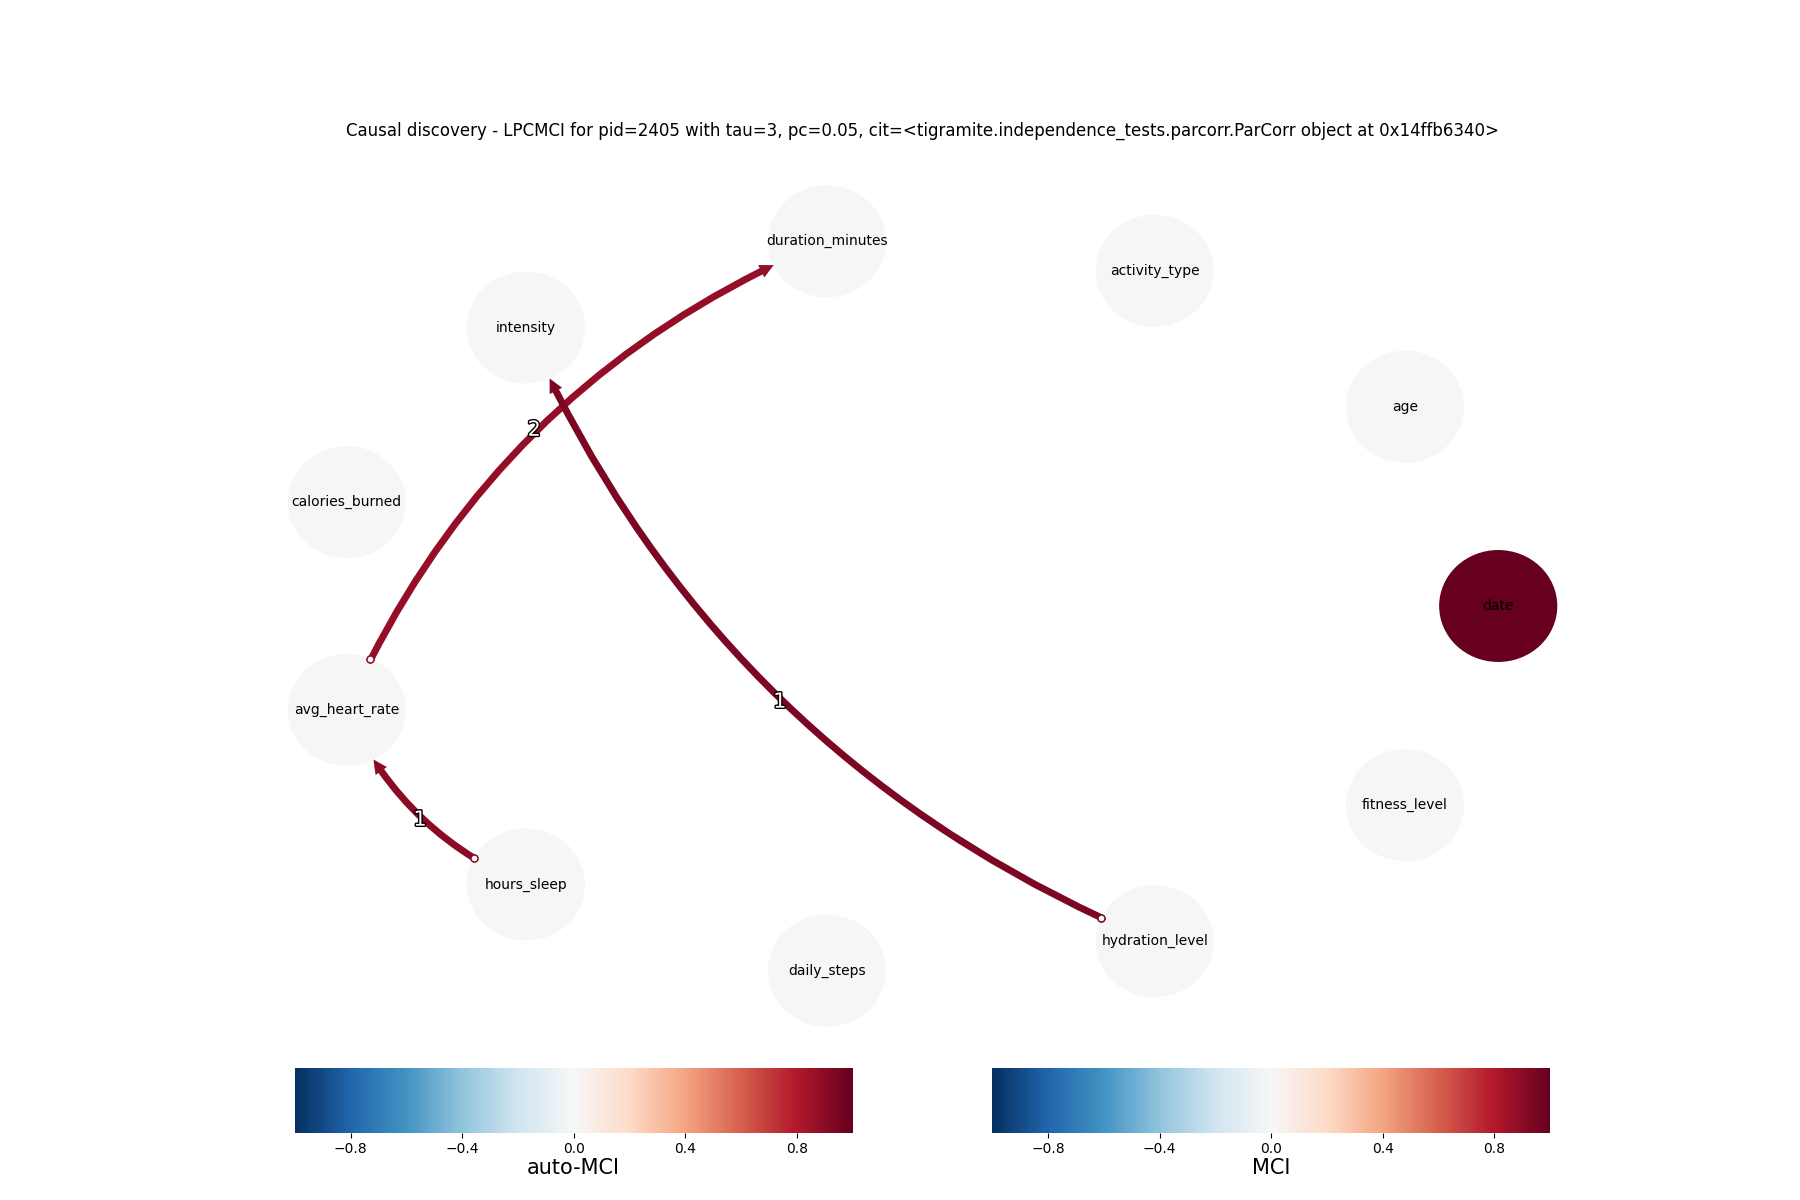 Causal discovery - LPCMCI for pid=2405 with tau=3, pc=0.05, cit=<tigramite.independence_tests.parcorr.ParCorr object at 0x14ffb6340>
duration_minutes
activity_type
intensity
age
2
calories_burned
date
1
avg_heart_rate
fitness_level
1
hours_sleep
hydration_level
daily_steps
−0.8 −0.4 0.0 0.4 0.8
auto-MCI
−0.8 −0.4 0.0 0.4 0.8
MCI